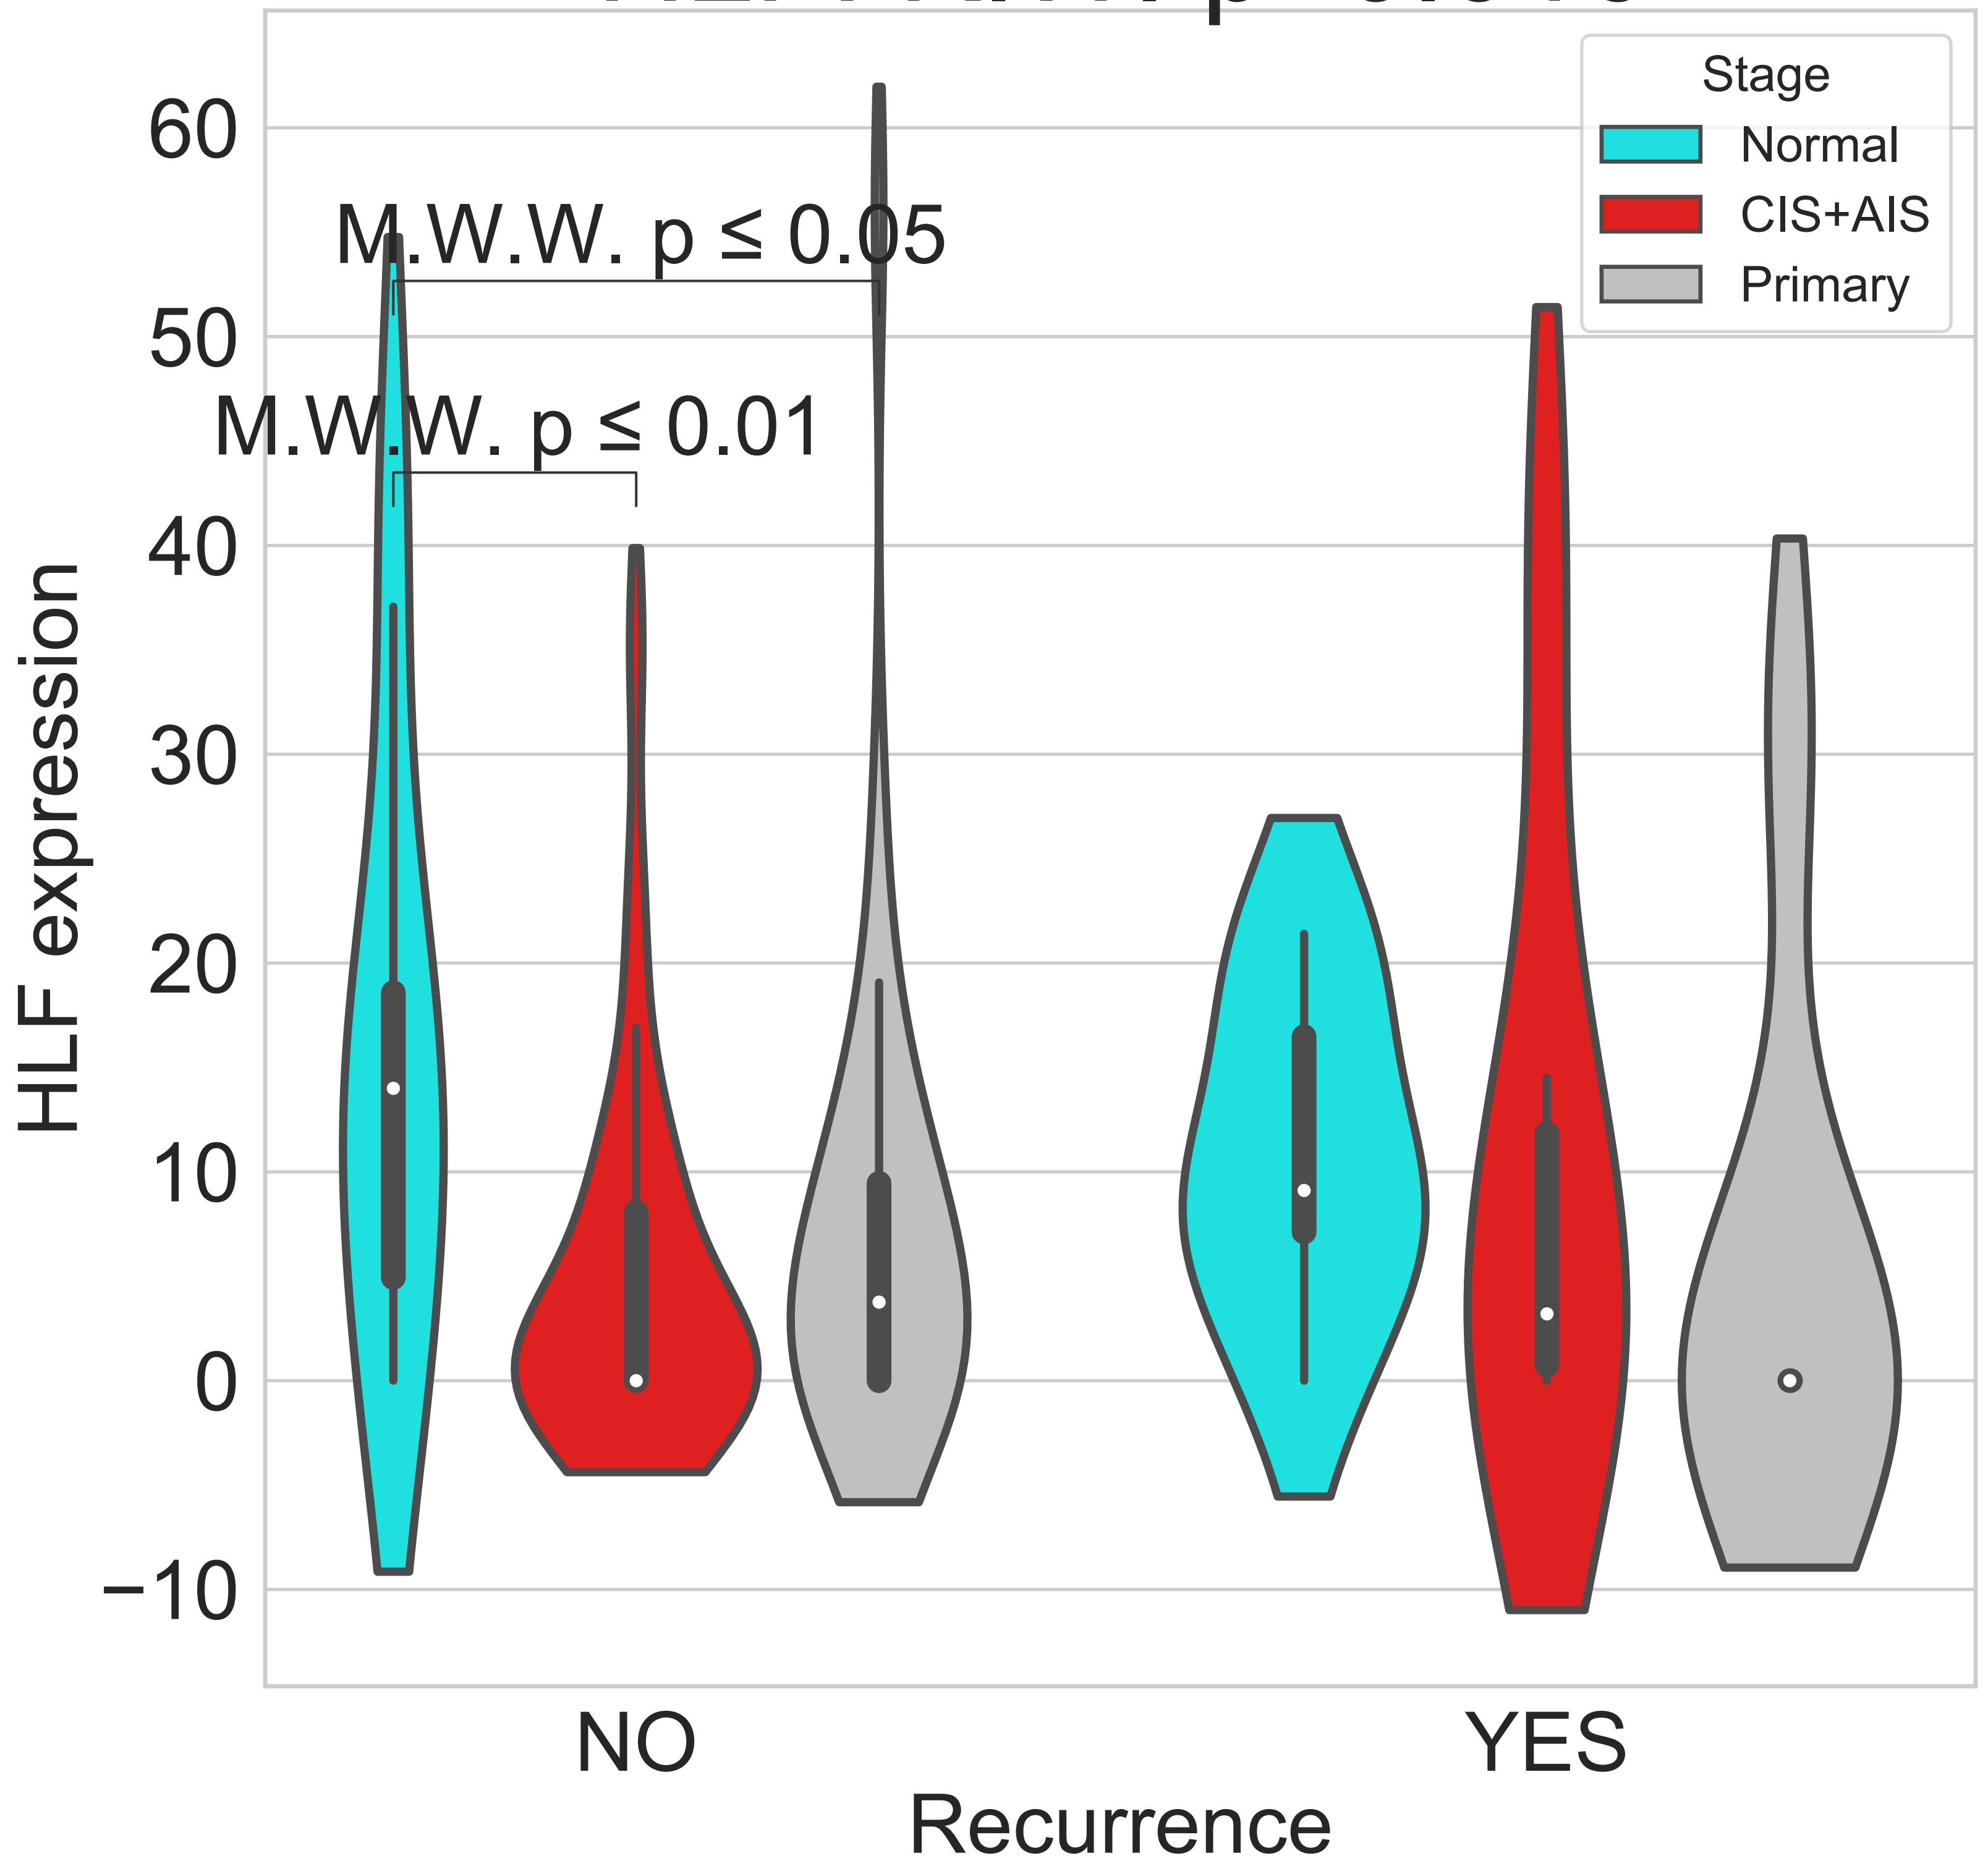 Stage
Normal
CIS+AIS
Primary
60
50
40
30
20
10
0
−10
HLF expression
M.W.W. p ≤ 0.05
M.W.W. p ≤ 0.01
NO
YES
Recurrence